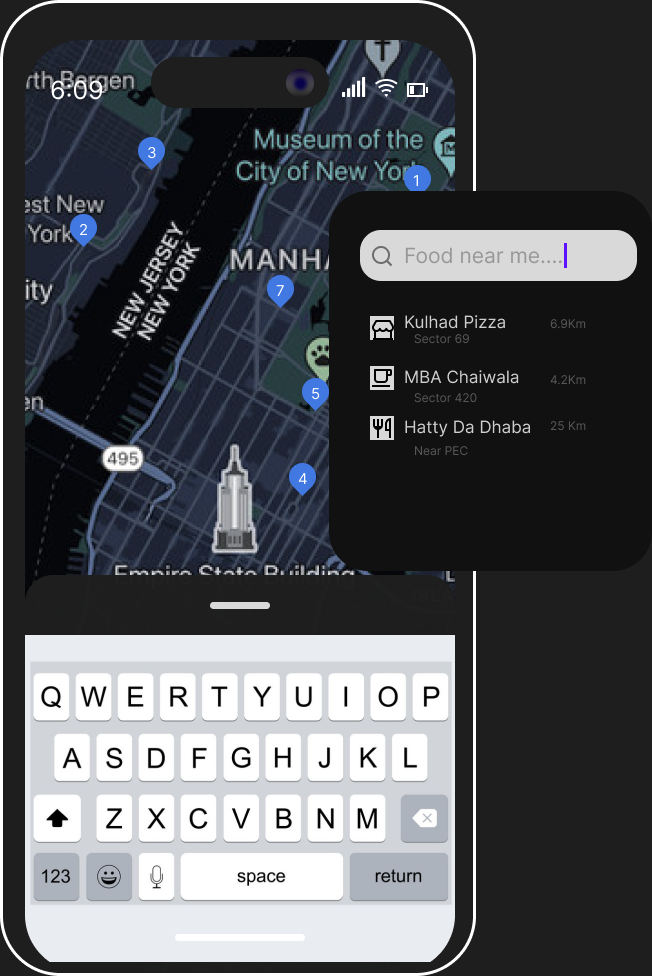 rth Bergen
6:09
Museum of the
City of New York
3
1
est New
York
2
NEW JERSEY
NEW YORK
MANHA
ity
7
en
5
495
4
Empire State Building
Food near me....
Kulhad Pizza
6.9Km
Sector 69
MBA Chaiwala
4.2Km
Sector 420
Hatty Da Dhaba
25 Km
Near PEC
Q W E R T Y U I O P
A S D F G H J K L
Z X C V B N M
123 space return